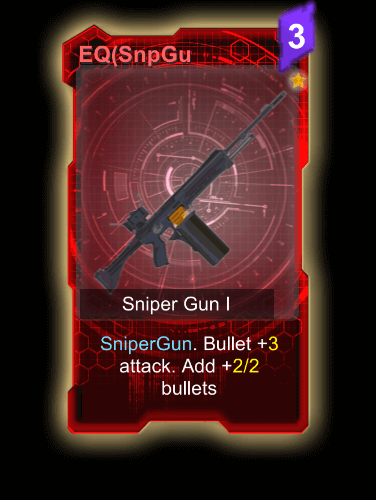 EQ(SnpGu
3
Sniper Gun I
SniperGun. Bullet +3
attack. Add +2/2
bullets